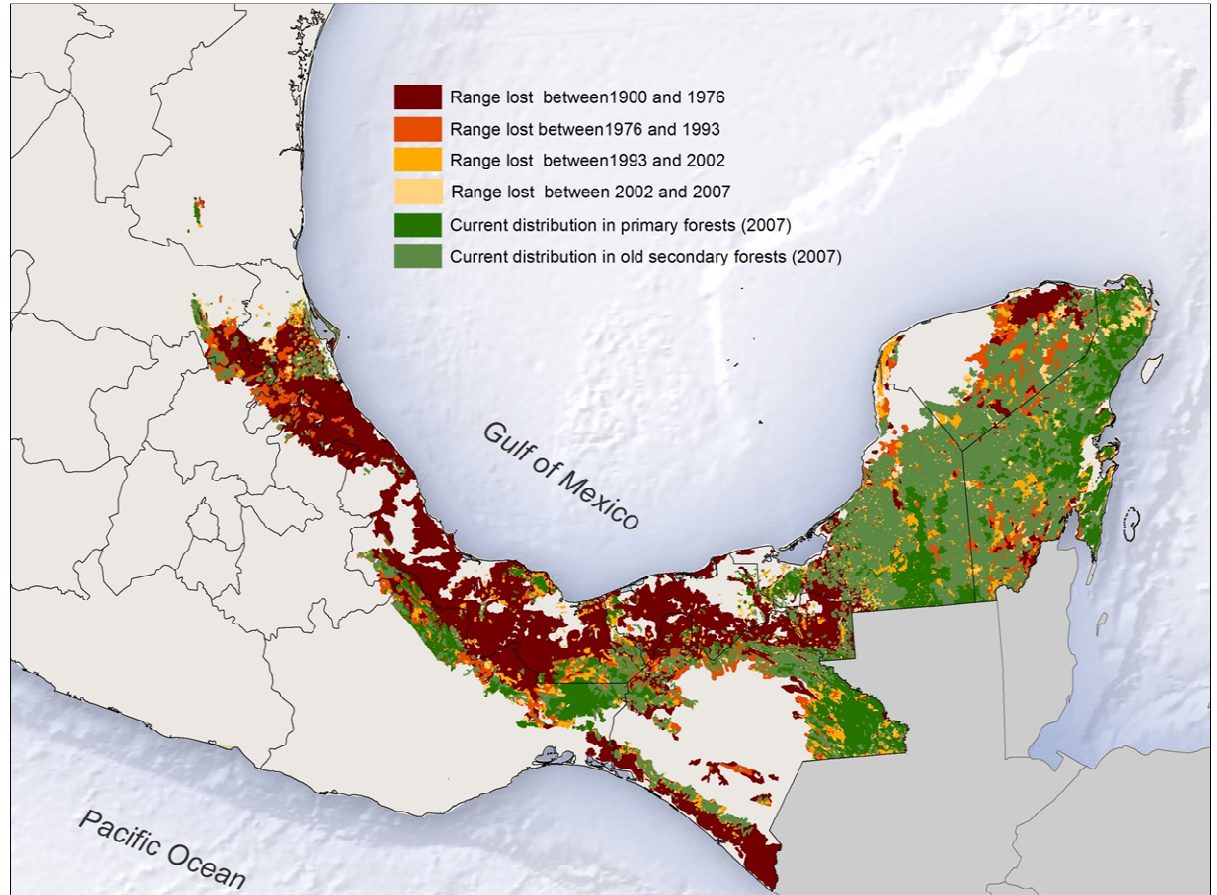 Range lost between1900 and 1976
Range lost between1976 and 1993
Range lost between1993 and 2002
Range lost between 2002 and 2007
Current distribution in primary forests (2007)
Current distribution in old secondary forests (2007)
Gulf of Mexico
Pacific Ocean